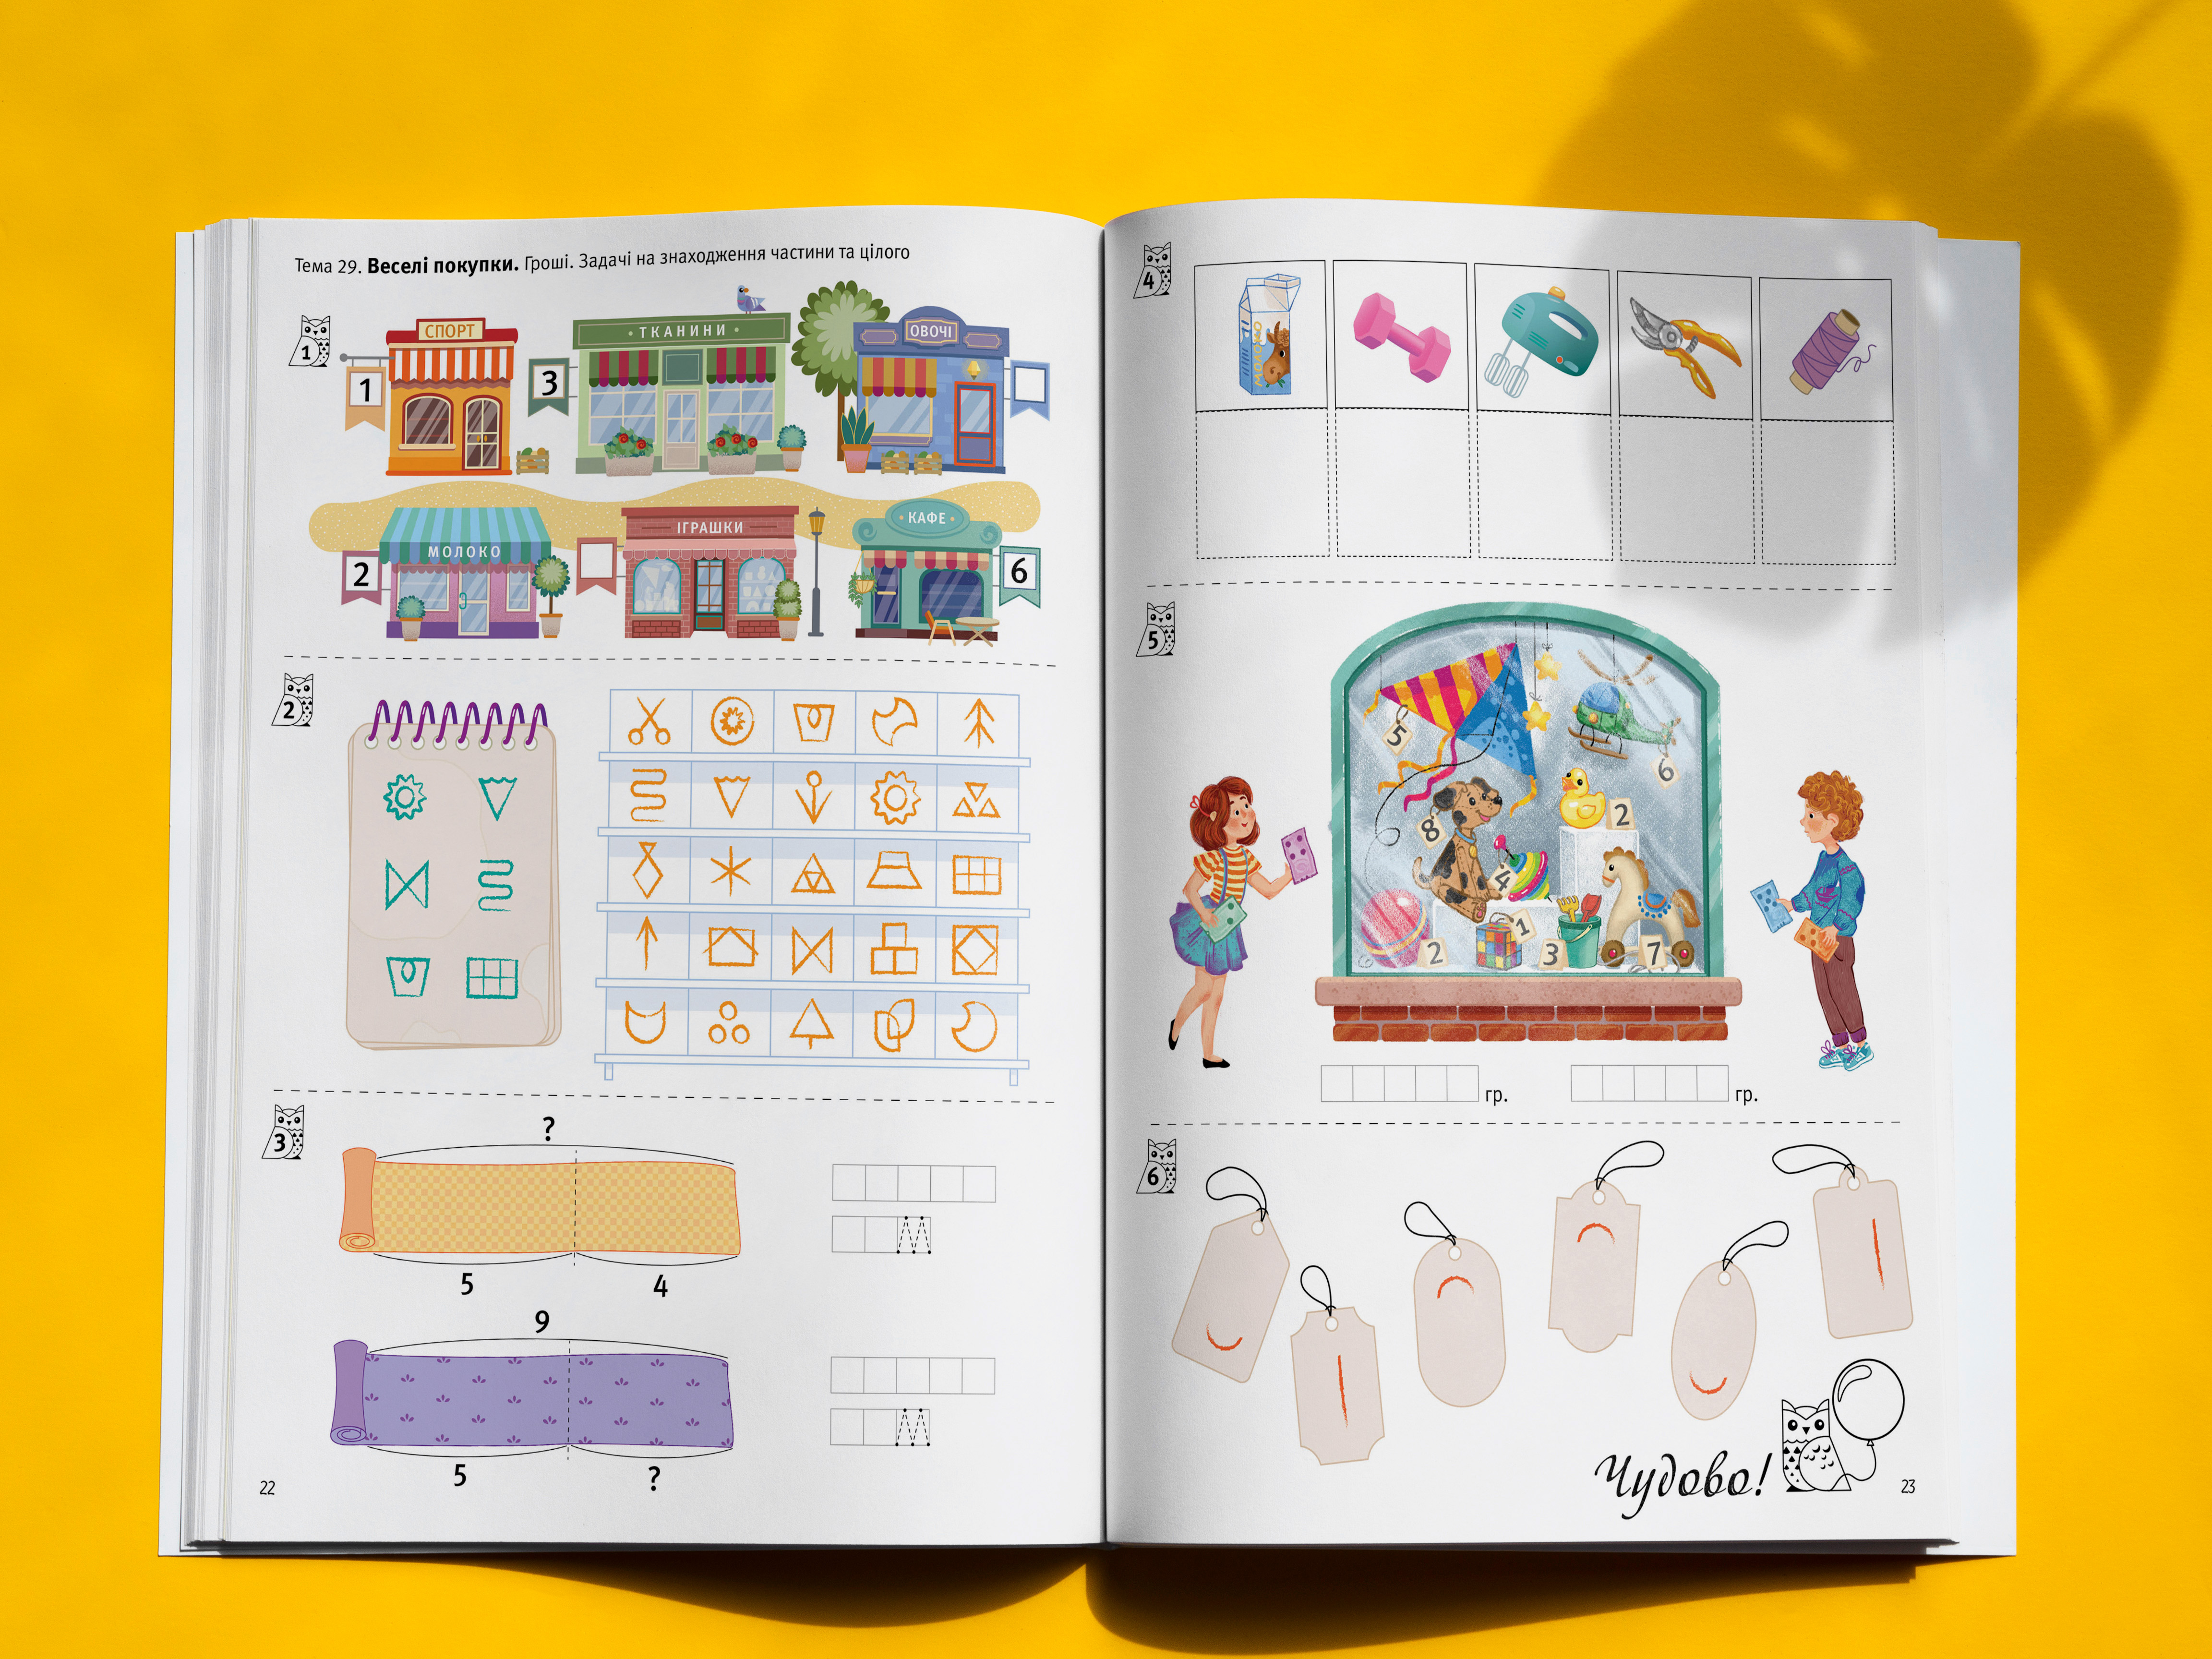 Тема 29. Веселі покупки. Гроші. Задачі на знаходження частини та цілого
1
СПОРТ
1
ТКАНИНИ
3
ОВОЧІ
МОЛОКО
2
ІГРАШКИ
КАФЕ
6
2
3
?
5 4
М
9
5 ?
М
22
4
МОЛОКО
5
5
6
8
2
4
2
1
3
7
гр. гр.
6
Чудово!
23